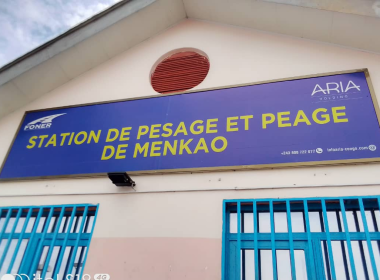 FONER
ARIA
STATION DE PESAGE ET PEAGE
DE MENKAO